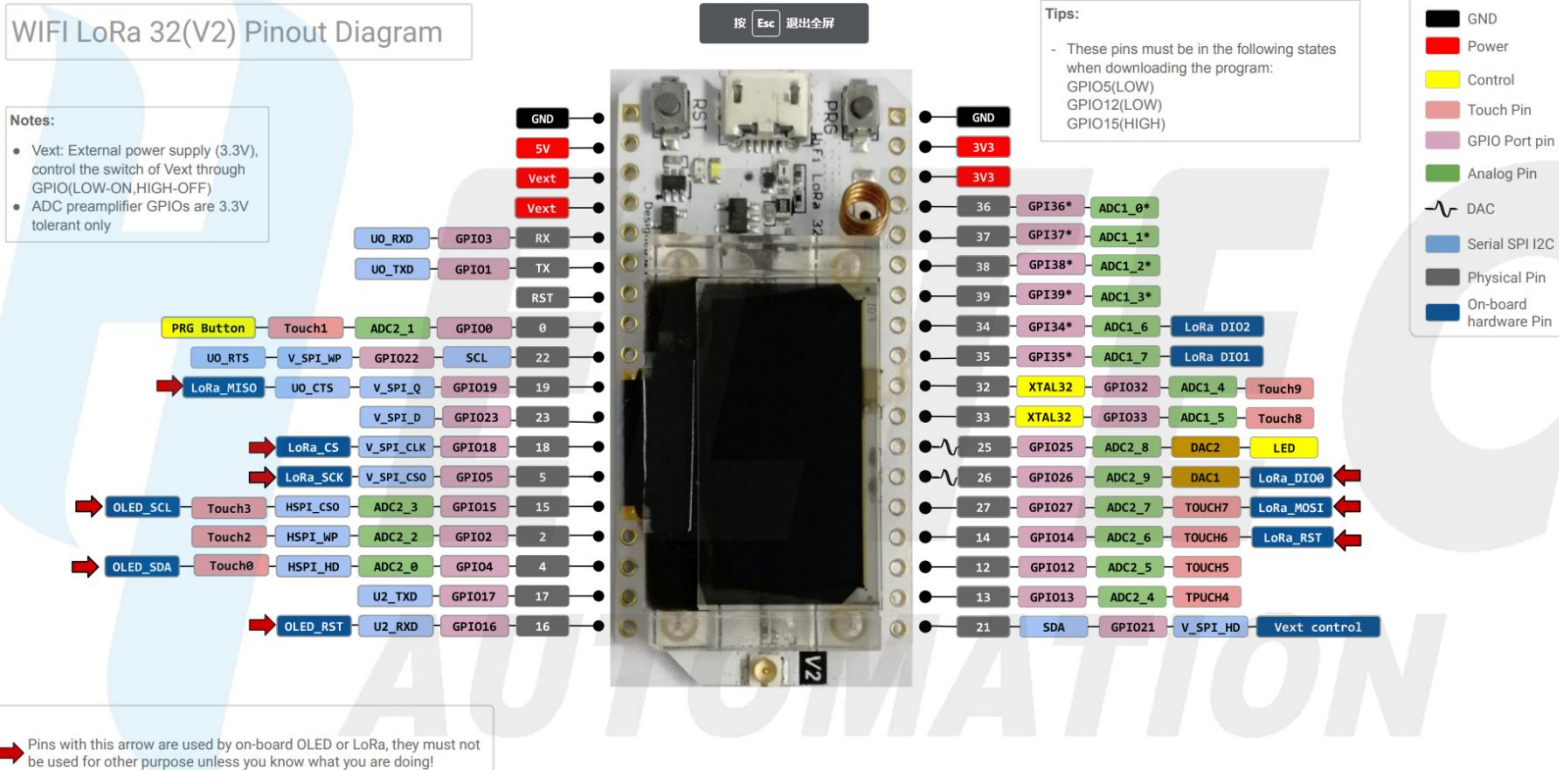 WIFI LoRa 32(V2) Pinout Diagram
按 Esc 退出全屏
Tips:
- These pins must be in the following states
when downloading the program:
GPIO5(LOW)
GPIO12(LOW)
GPIO15(HIGH)
GND
Power
Control
Touch Pin
GPIO Port pin
Analog Pin
DAC
Serial SPI I2C
Physical Pin
On-board
hardware Pin
Notes:
• Vext: External power supply (3.3V),
control the switch of Vext through
GPIO(LOW-ON,HIGH-OFF)
• ADC preamplifier GPIOs are 3.3V
tolerant only
GND
5V
Vext
Vext
UO_RXD GPIO3 RX
UO_TXD GPIO1 TX
RST
PRG Button Touch1 ADC2_1 GPIO0 0
UO_RTS V_SPI_WP GPIO22 SCL 22
LoRa_MISO UO_CTS V_SPI_Q GPIO19 19
V_SPI_D GPIO23 23
LoRa_CS V_SPI_CLK GPIO18 18
LoRa_SCK V_SPI_CSO GPIO5 5
OLED_SCL Touch3 HSPI_CSO ADC2_3 GPIO15 15
Touch2 HSPI_WP ADC2_2 GPIO2 2
OLED_SDA Touch0 HSPI_HD ADC2_0 GPIO4 4
U2_TXD GPIO17 17
OLED_RST U2_RXD GPIO16 16
RST
PRG
WiFi LoRa 32
V2
GND
3V3
3V3
36 GPI36* ADC1_0*
37 GPI37* ADC1_1*
38 GPI38* ADC1_2*
39 GPI39* ADC1_3*
34 GPI34* ADC1_6 LoRa DIO2
35 GPI35* ADC1_7 LoRa DIO1
32 XTAL32 GPIO32 ADC1_4 Touch9
33 XTAL32 GPIO33 ADC1_5 Touch8
25 GPIO25 ADC2_8 DAC2 LED
26 GPIO26 ADC2_9 DAC1 LoRa_DIO0
27 GPIO27 ADC2_7 TOUCH7 LoRa_MOSI
14 GPIO14 ADC2_6 TOUCH6 LoRa_RST
12 GPIO12 ADC2_5 TOUCH5
13 GPIO13 ADC2_4 TPUCH4
21 SDA GPIO21 V_SPI_HD Vext control
AUTOMATION
Pins with this arrow are used by on-board OLED or LoRa, they must not
be used for other purpose unless you know what you are doing!